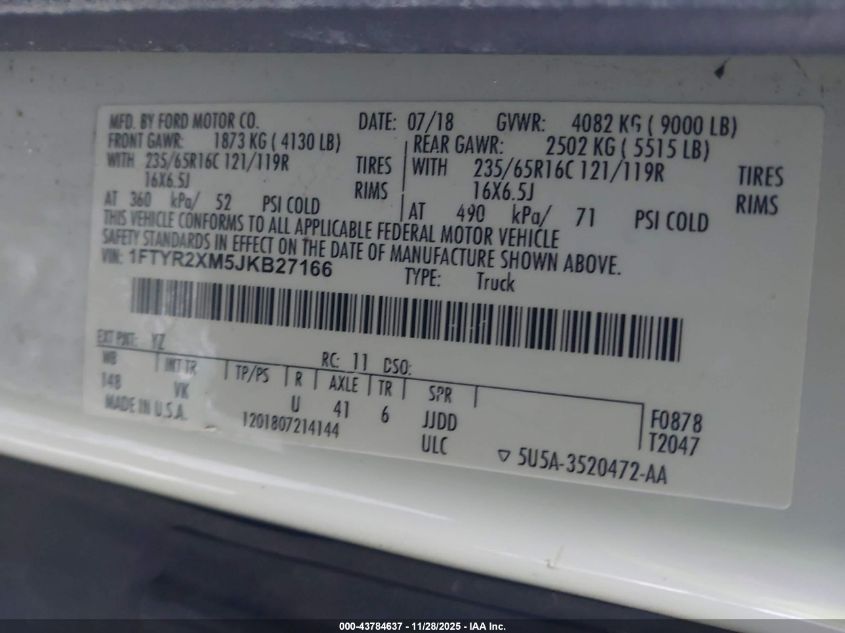 MFD. BY FORD MOTOR CO. DATE: 07/18 GVWR: 4082 KG ( 9000 LB)
FRONT GAWR: 1873 KG ( 4130 LB) REAR GAWR: 2502 KG ( 5515 LB)
WITH 235/65R16C 121/119R TIRES WITH 235/65R16C 121/119R TIRES
16X6.5J RIMS 16X6.5J RIMS
AT 360 kPa/ 52 PSI COLD AT 490 kPa/ 71 PSI COLD
THIS VEHICLE CONFORMS TO ALL APPLICABLE FEDERAL MOTOR VEHICLE
SAFETY STANDARDS IN EFFECT ON THE DATE OF MANUFACTURE SHOWN ABOVE.
VIN: 1FTYR2XM5JKB27166 TYPE: Truck
EXT PNT: YZ RC: 11 DSO:
WB INT TR TP/PS R AXLE TR SPR
148 VK U 41 6 JJDD F0878
MADE IN U.S.A. 1201807214144 ULC T2047
▽ 5U5A-3520472-AA
000-43784637 - 11/28/2025 - IAA Inc.